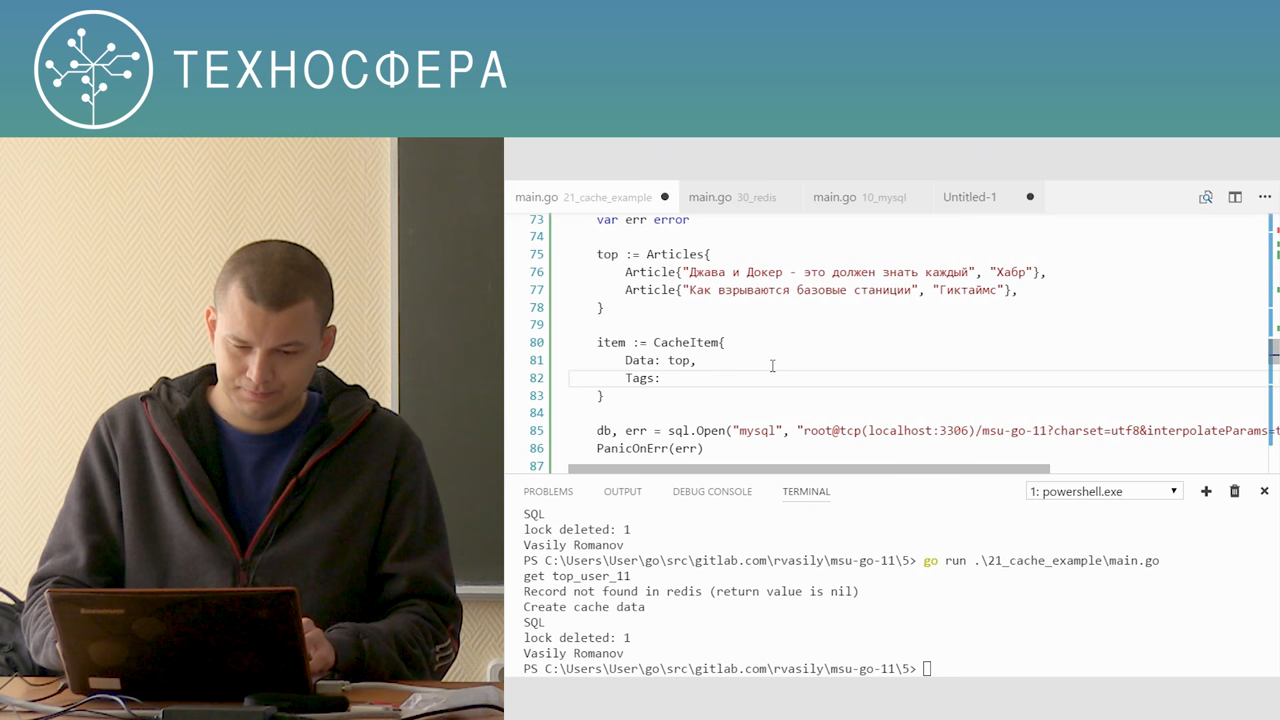 ТЕХНОСФЕРА
main.go 21_cache_example ● main.go 30_redis main.go 10_mysql Untitled-1 ●
73 var err error
74
75 top := Articles{
76 Article{"Джава и Докер - это должен знать каждый", "Хабр"},
77 Article{"Как взрываются базовые станиции", "Гиктаймс"},
78 }
79
80 item := CacheItem{
81 Data: top,
82 Tags:
83 }
84
85 db, err = sql.Open("mysql", "root@tcp(localhost:3306)/msu-go-11?charset=utf8&interpolateParams=t
86 PanicOnErr(err)
87
PROBLEMS OUTPUT DEBUG CONSOLE TERMINAL 1: powershell.exe
SQL
lock deleted: 1
Vasily Romanov
PS C:\Users\User\go\src\gitlab.com\rvasily\msu-go-11\5> go run .\21_cache_example\main.go
get top_user_11
Record not found in redis (return value is nil)
Create cache data
SQL
lock deleted: 1
Vasily Romanov
PS C:\Users\User\go\src\gitlab.com\rvasily\msu-go-11\5>